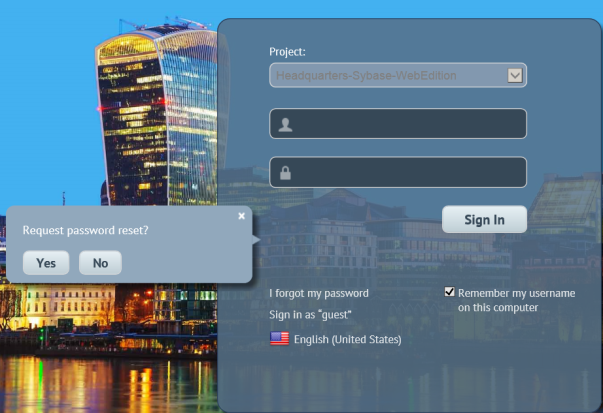 Project:
Headquarters-Sybase-WebEdition
Sign In
Request password reset?
Yes No
I forgot my password
Remember my username
on this computer
Sign in as "guest"
English (United States)